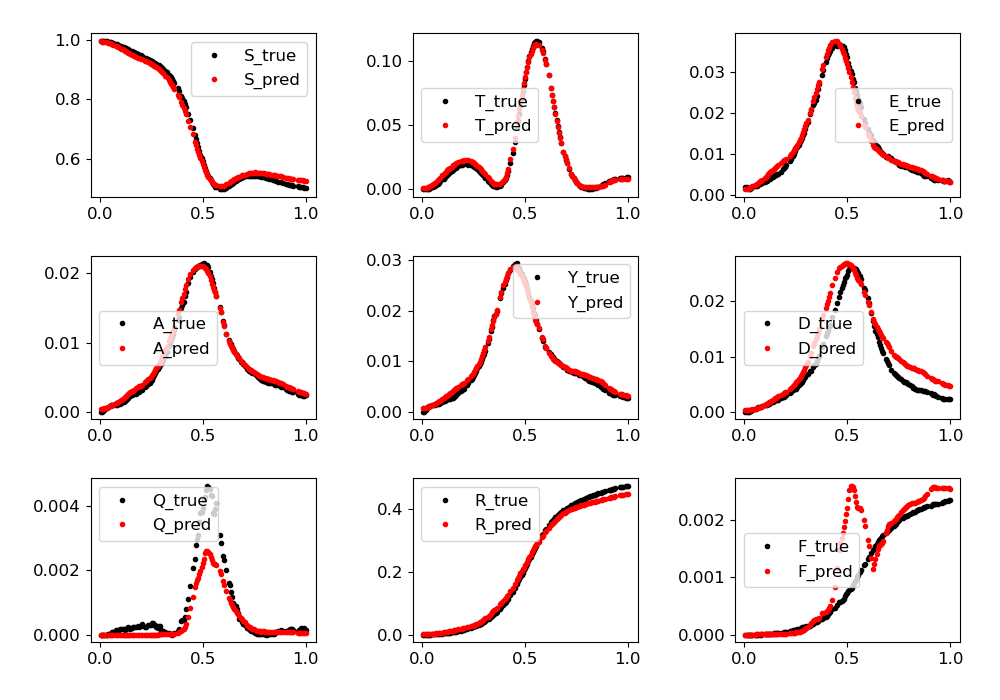 1.0
0.8
0.6
0.0 0.5 1.0
S_true
S_pred
0.10
0.05
0.00
0.0 0.5 1.0
T_true
T_pred
0.03
0.02
0.01
0.00
0.0 0.5 1.0
E_true
E_pred
0.02
0.01
0.00
0.0 0.5 1.0
A_true
A_pred
0.03
0.02
0.01
0.00
0.0 0.5 1.0
Y_true
Y_pred
0.02
0.01
0.00
0.0 0.5 1.0
D_true
D_pred
0.004
0.002
0.000
0.0 0.5 1.0
Q_true
Q_pred
0.4
0.2
0.0
0.0 0.5 1.0
R_true
R_pred
0.002
0.001
0.000
0.0 0.5 1.0
F_true
F_pred